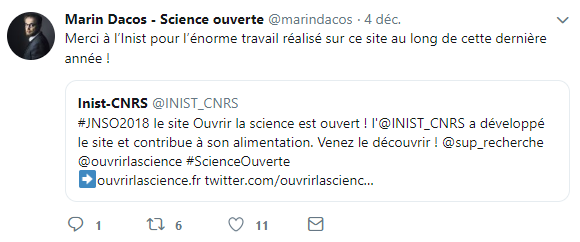 Marin Dacos - Science ouverte @marindacos · 4 déc.
Merci à l'Inist pour l'énorme travail réalisé sur ce site au long de cette dernière
année !
Inist-CNRS @INIST_CNRS
#JNSO2018 le site Ouvrir la science est ouvert ! l'@INIST_CNRS a développé
le site et contribue à son alimentation. Venez le découvrir ! @sup_recherche
@ouvrirlascience #ScienceOuverte
➡ouvrirlascience.fr twitter.com/ouvrirlascienc...
1 6 11